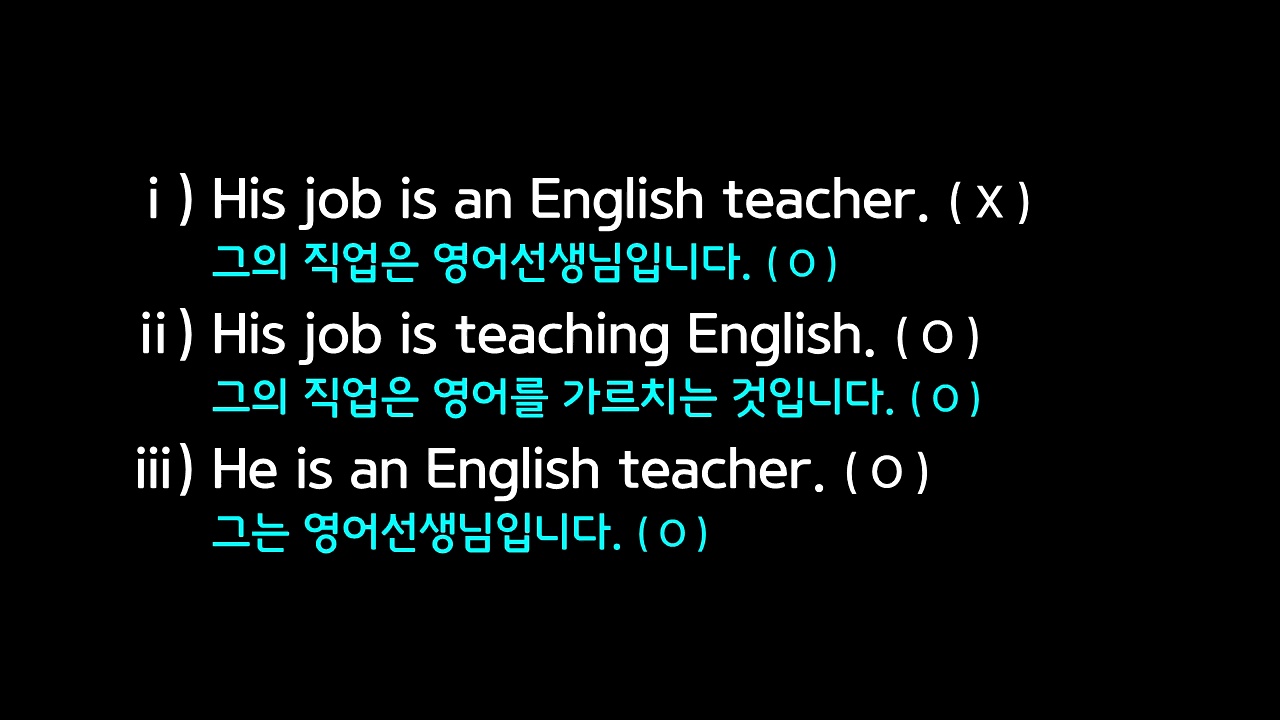 i ) His job is an English teacher. ( X )
그의 직업은 영어선생님입니다. ( O )
ii ) His job is teaching English. ( O )
그의 직업은 영어를 가르치는 것입니다. ( O )
iii ) He is an English teacher. ( O )
그는 영어선생님입니다. ( O )